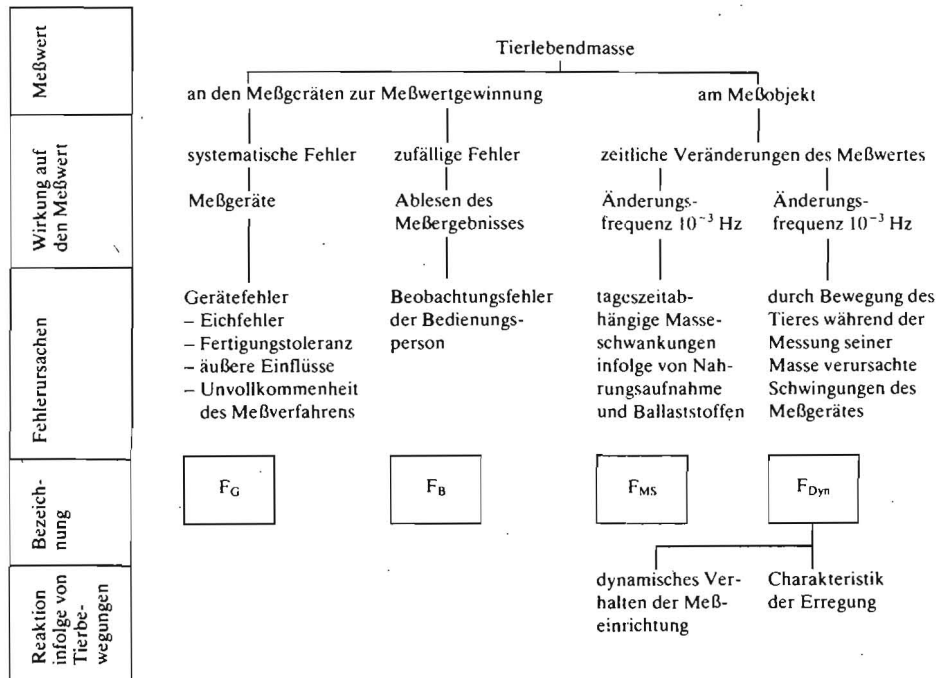 Meßwert
Tierlebendmasse
an den Meßgeräten zur Meßwertgewinnung
am Meßobjekt
Wirkung auf
den Meßwert
systematische Fehler
zufällige Fehler
zeitliche Veränderungen des Meßwertes
Meßgeräte
Ablesen des
Meßergebnisses
Änderungs-
frequenz 10⁻³ Hz
Änderungs-
frequenz 10⁻³ Hz
Fehlerursachen
Gerätefehler
– Eichfehler
– Fertigungstoleranz
– äußere Einflüsse
– Unvollkommenheit
des Meßverfahrens
Beobachtungsfehler
der Bedienungs-
person
tageszeitab-
hängige Masse-
schwankungen
infolge von Nah-
rungsaufnahme
und Ballaststoffen
durch Bewegung des
Tieres während der
Messung seiner
Masse verursachte
Schwingungen des
Meßgerätes
Bezeich-
nung
F_G
F_B
F_MS
F_Dyn
Reaktion
infolge von
Tierbe-
wegungen
dynamisches Ver-
halten der Meß-
einrichtung
Charakteristik
der Erregung